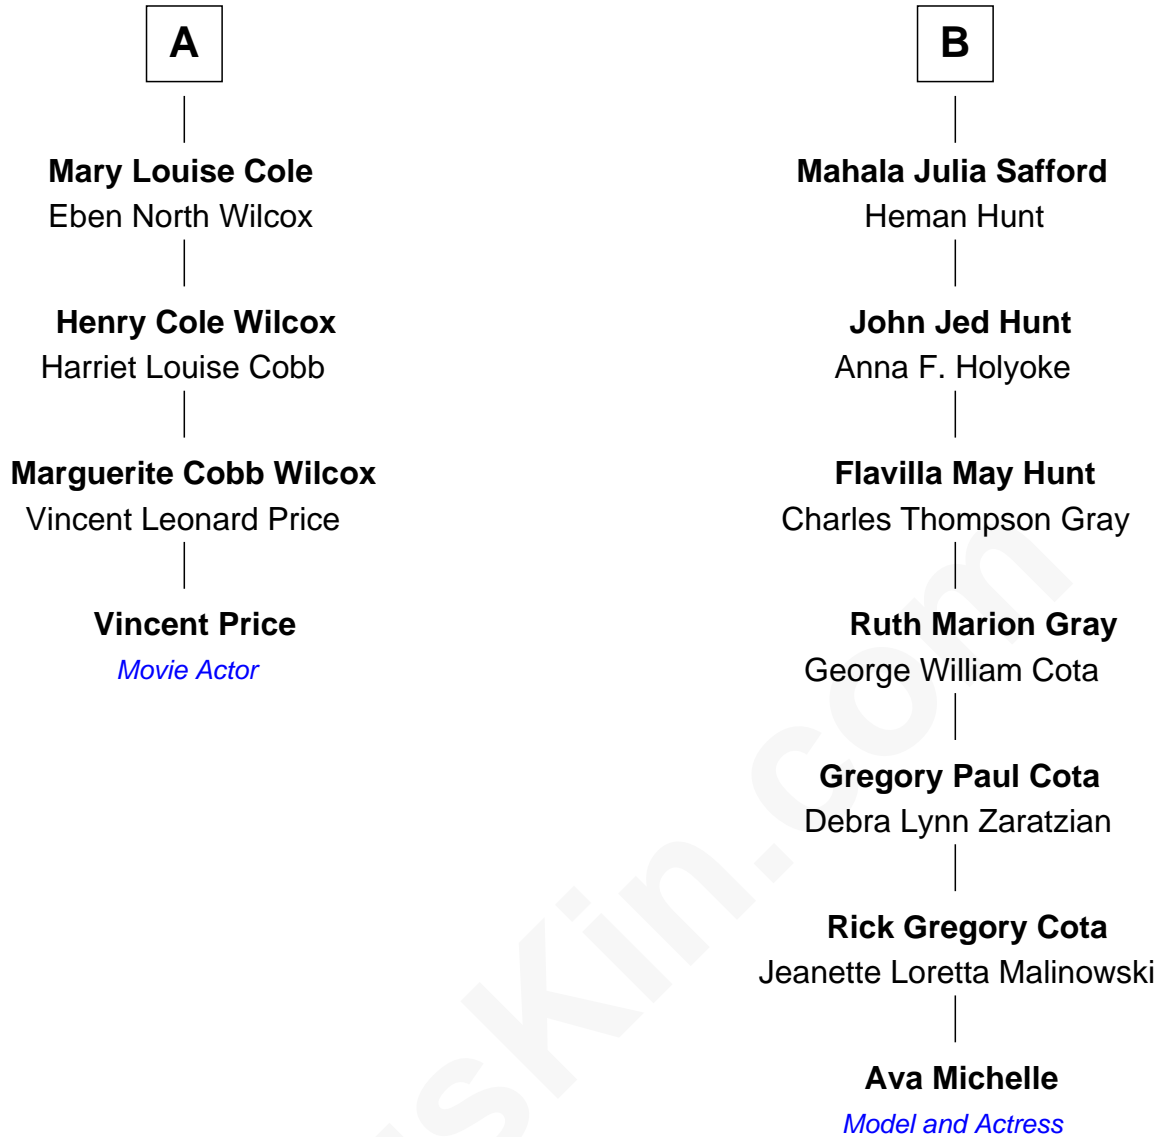 A
Mary Louise Cole
Eben North Wilcox
Henry Cole Wilcox
Harriet Louise Cobb
Marguerite Cobb Wilcox
Vincent Leonard Price
Vincent Price
Movie Actor
B
Mahala Julia Safford
Heman Hunt
John Jed Hunt
Anna F. Holyoke
Flavilla May Hunt
Charles Thompson Gray
Ruth Marion Gray
George William Cota
Gregory Paul Cota
Debra Lynn Zaratzian
Rick Gregory Cota
Jeanette Loretta Malinowski
Ava Michelle
Model and Actress
usKin.com